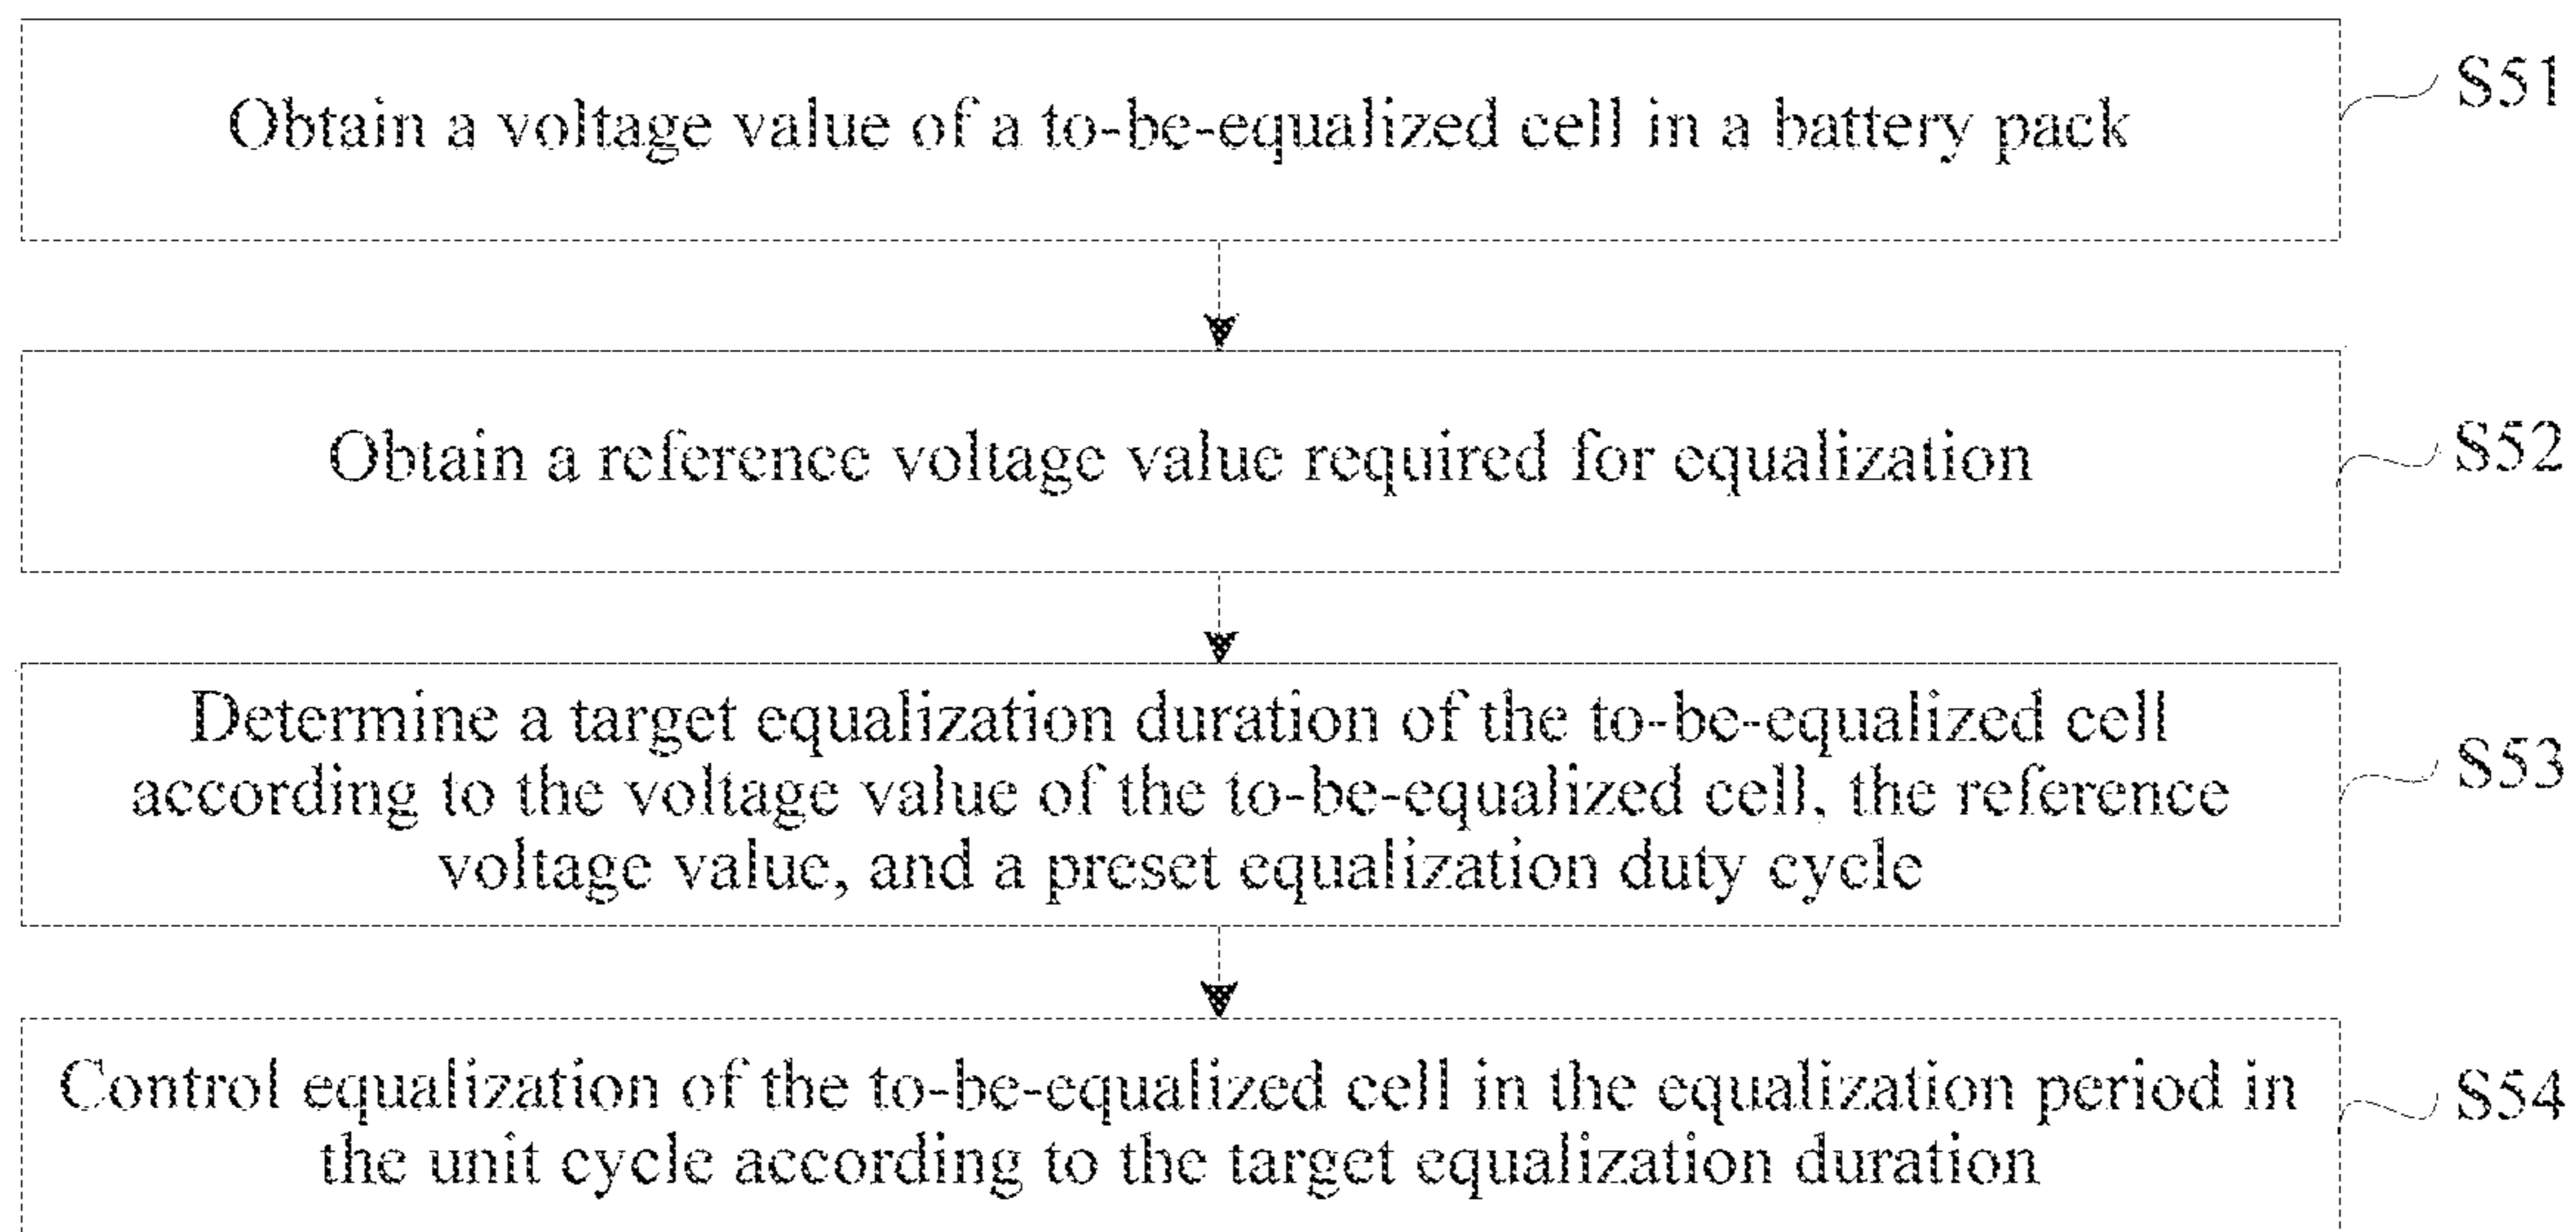 Obtain a voltage value of a to-be-equalized cell in a battery pack
S51
Obtain a reference voltage value required for equalization
S52
Determine a target equalization duration of the to-be-equalized cell
according to the voltage value of the to-be-equalized cell, the reference
voltage value, and a preset equalization duty cycle
S53
Control equalization of the to-be-equalized cell in the equalization period in
the unit cycle according to the target equalization duration
S54